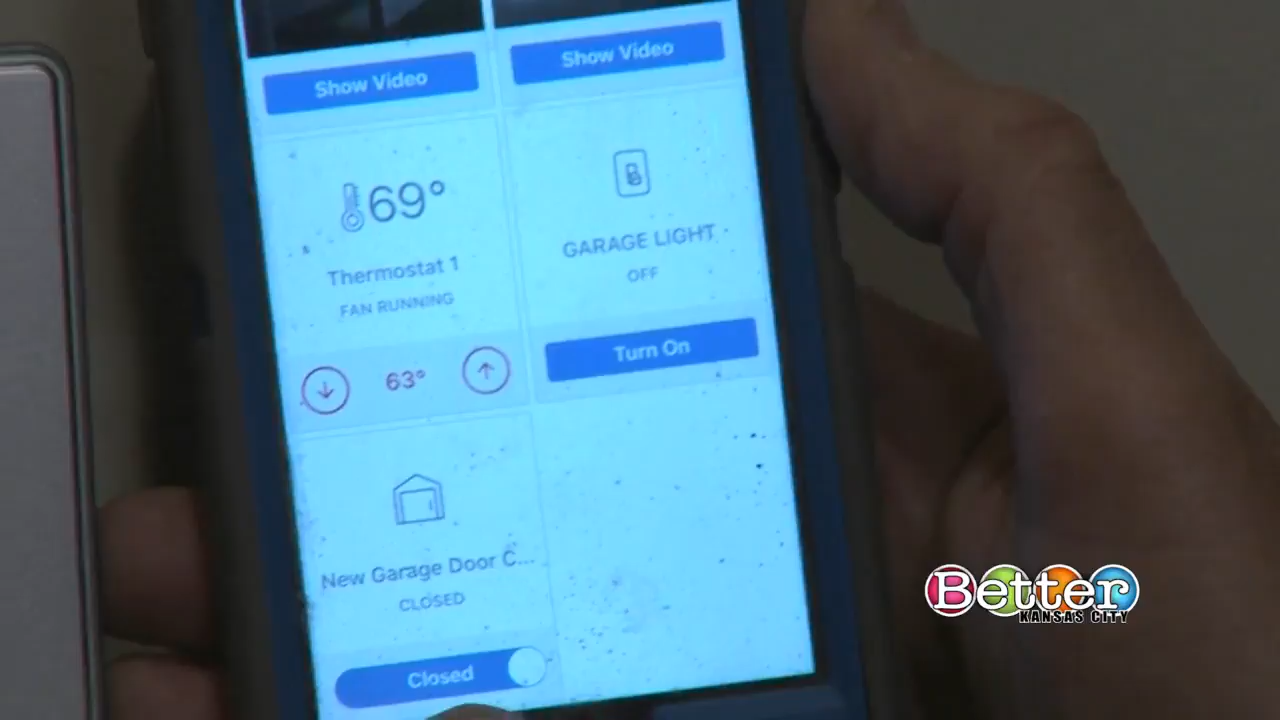 Show Video
Show Video
69°
Thermostat 1
FAN RUNNING
63°
GARAGE LIGHT
OFF
Turn On
New Garage Door C...
CLOSED
Closed
Better
KANSAS CITY